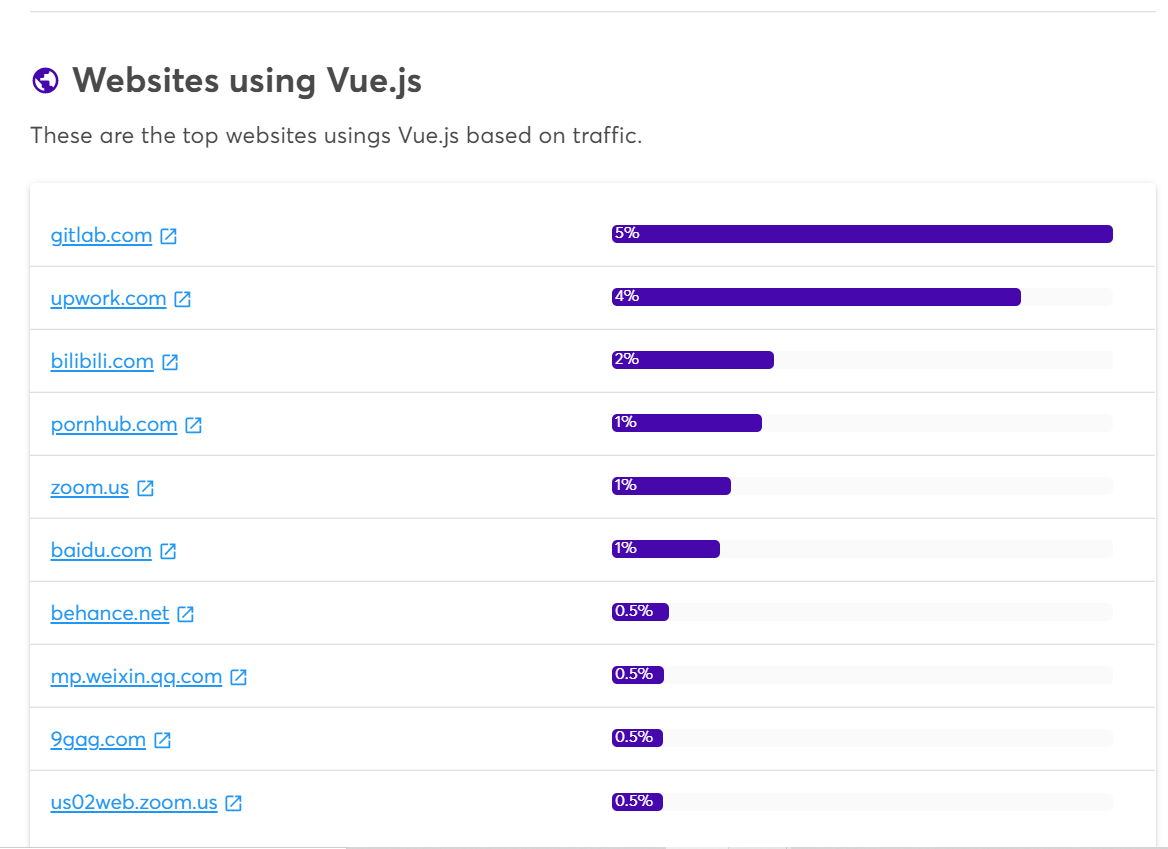 Websites using Vue.js
These are the top websites usings Vue.js based on traffic.
gitlab.com 5%
upwork.com 4%
bilibili.com 2%
pornhub.com 1%
zoom.us 1%
baidu.com 1%
behance.net 0.5%
mp.weixin.qq.com 0.5%
9gag.com 0.5%
us02web.zoom.us 0.5%